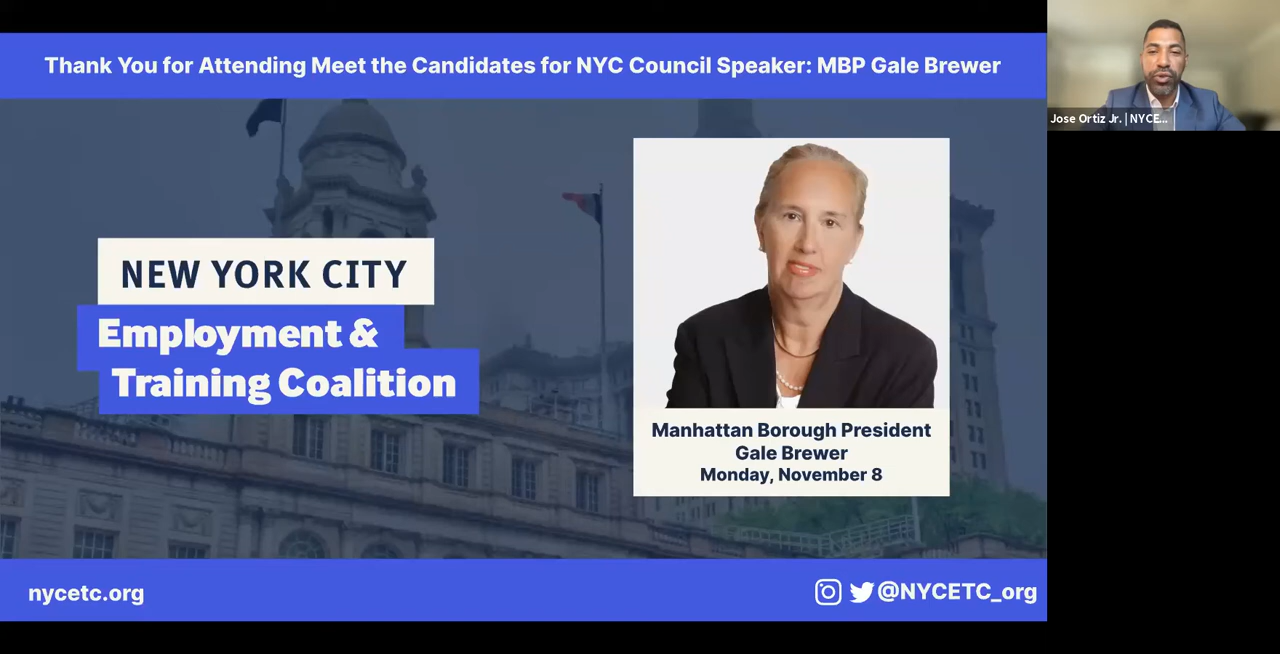 Thank You for Attending Meet the Candidates for NYC Council Speaker: MBP Gale Brewer
Jose Ortiz Jr. | NYCE...
NEW YORK CITY
Employment &
Training Coalition
Manhattan Borough President
Gale Brewer
Monday, November 8
nycetc.org
@NYCETC_org